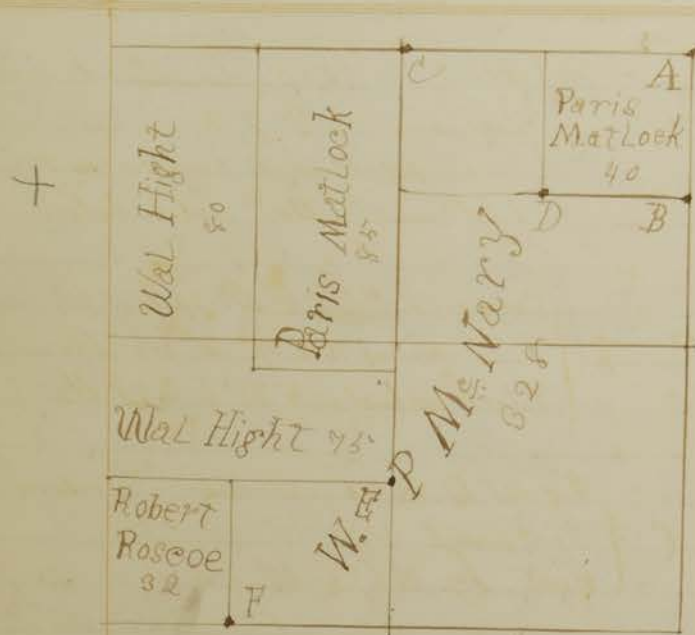 +
C
A
Paris
Matlock
40
Wal Hight
80
Paris Matlock
85
D
B
W. P McNary
328
Wal Hight 75
E
Robert
Roscoe
32
F